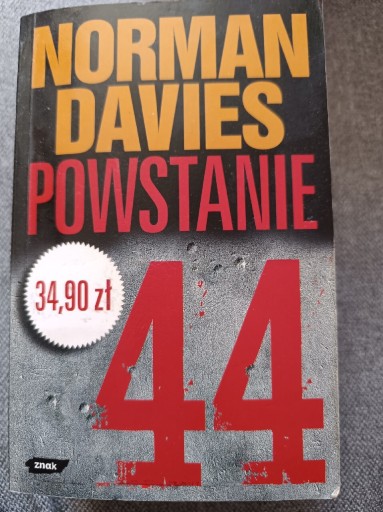 NORMAN
DAVIES
POWSTANIE
34,90 zł
44
znak